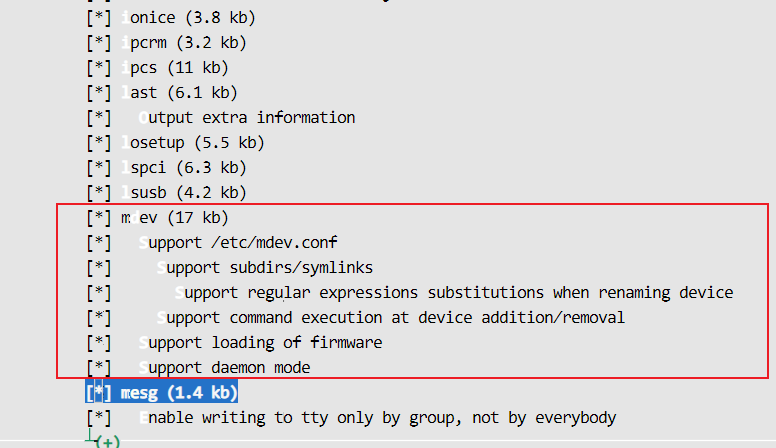 [*] ionice (3.8 kb)
[*] ipcrm (3.2 kb)
[*] ipcs (11 kb)
[*] last (6.1 kb)
[*] Output extra information
[*] losetup (5.5 kb)
[*] lspci (6.3 kb)
[*] lsusb (4.2 kb)
[*] mdev (17 kb)
[*] Support /etc/mdev.conf
[*] Support subdirs/symlinks
[*] Support regular expressions substitutions when renaming device
[*] Support command execution at device addition/removal
[*] Support loading of firmware
[*] Support daemon mode
[*] mesg (1.4 kb)
[*] Enable writing to tty only by group, not by everybody
(+)